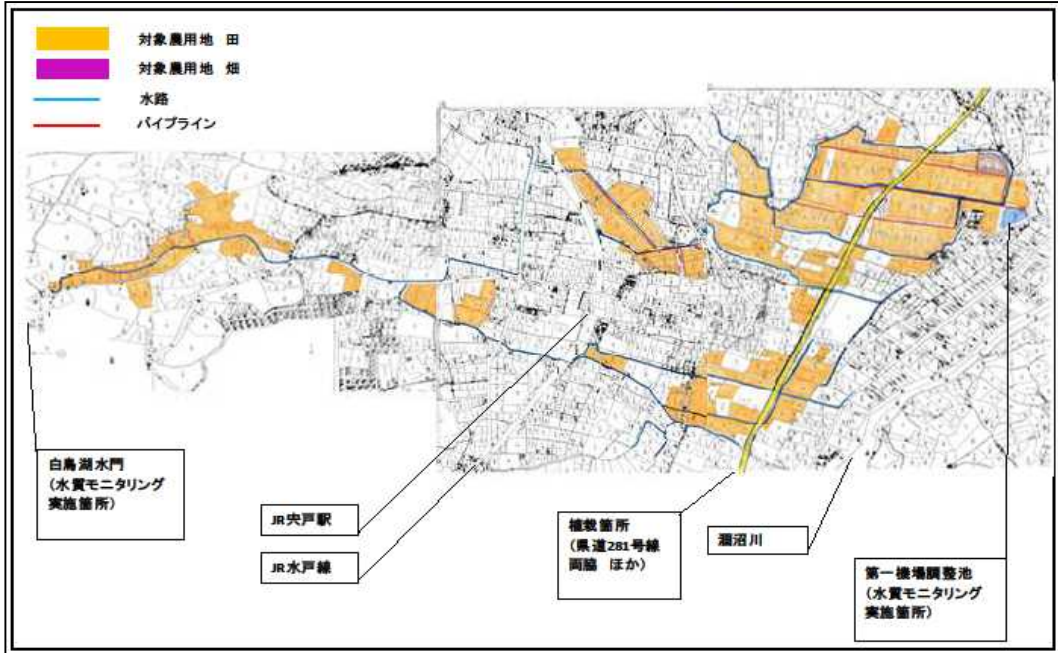 対象農用地　田
対象農用地　畑
水路
パイプライン
白鳥湖水門
(水質モニタリング
実施箇所)
JR宍戸駅
JR水戸線
植栽箇所
(県道281号線
両脇　ほか)
涸沼川
第一機場調整池
(水質モニタリング
実施箇所)